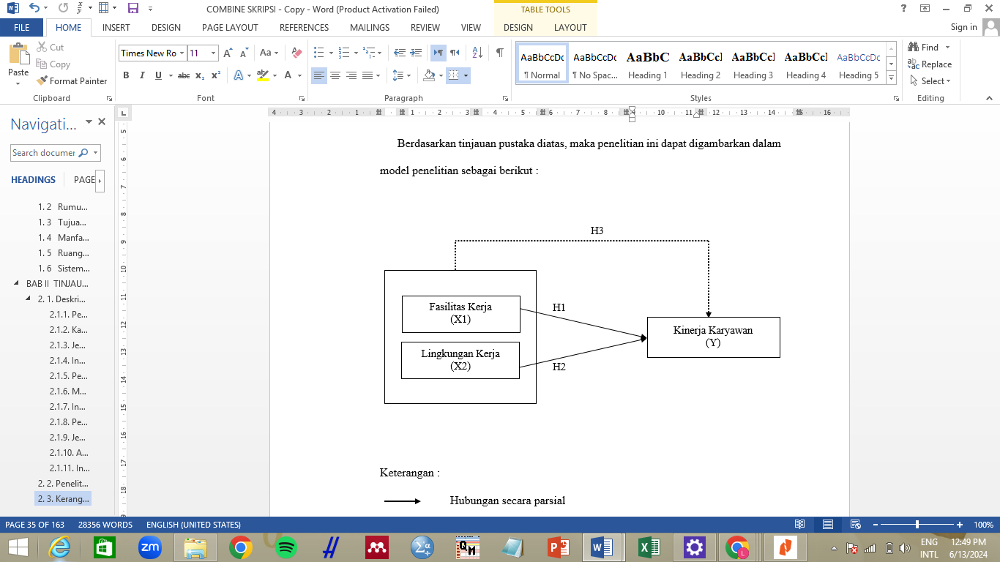 COMBINE SKRIPSI - Copy - Word (Product Activation Failed)
TABLE TOOLS
FILE HOME INSERT DESIGN PAGE LAYOUT REFERENCES MAILINGS REVIEW VIEW DESIGN LAYOUT Sign in
Paste
Cut
Copy
Format Painter
Clipboard
Times New Ro 11
Font
Paragraph
AaBbCcDc AaBbCcDc AaBbC AaBbCcI AaBbCcI AaBbCcI AaBbCcDc
¶ Normal ¶ No Spac... Heading 1 Heading 2 Heading 3 Heading 4 Heading 5
Styles
Find
Replace
Select
Editing
Navigati...
Search documen
HEADINGS PAGE
1. 2 Rumu...
1. 3 Tujua...
1. 4 Manfa...
1. 5 Ruang...
1. 6 Sistem...
BAB II TINJAU...
2. 1. Deskri...
2.1.1. Pe...
2.1.2. Ka...
2.1.3. Je...
2.1.4. In...
2.1.5. Pe...
2.1.6. M...
2.1.7. In...
2.1.8. Pe...
2.1.9. Je...
2.1.10. A...
2.1.11. In...
2. 2. Penelit...
2. 3. Kerang...
Berdasarkan tinjauan pustaka diatas, maka penelitian ini dapat digambarkan dalam
model penelitian sebagai berikut :
H3
Fasilitas Kerja
(X1)
H1
Kinerja Karyawan
(Y)
Lingkungan Kerja
(X2)
H2
Keterangan :
Hubungan secara parsial
PAGE 35 OF 163 28356 WORDS ENGLISH (UNITED STATES) 100%
ENG 12:49 PM
INTL 6/13/2024